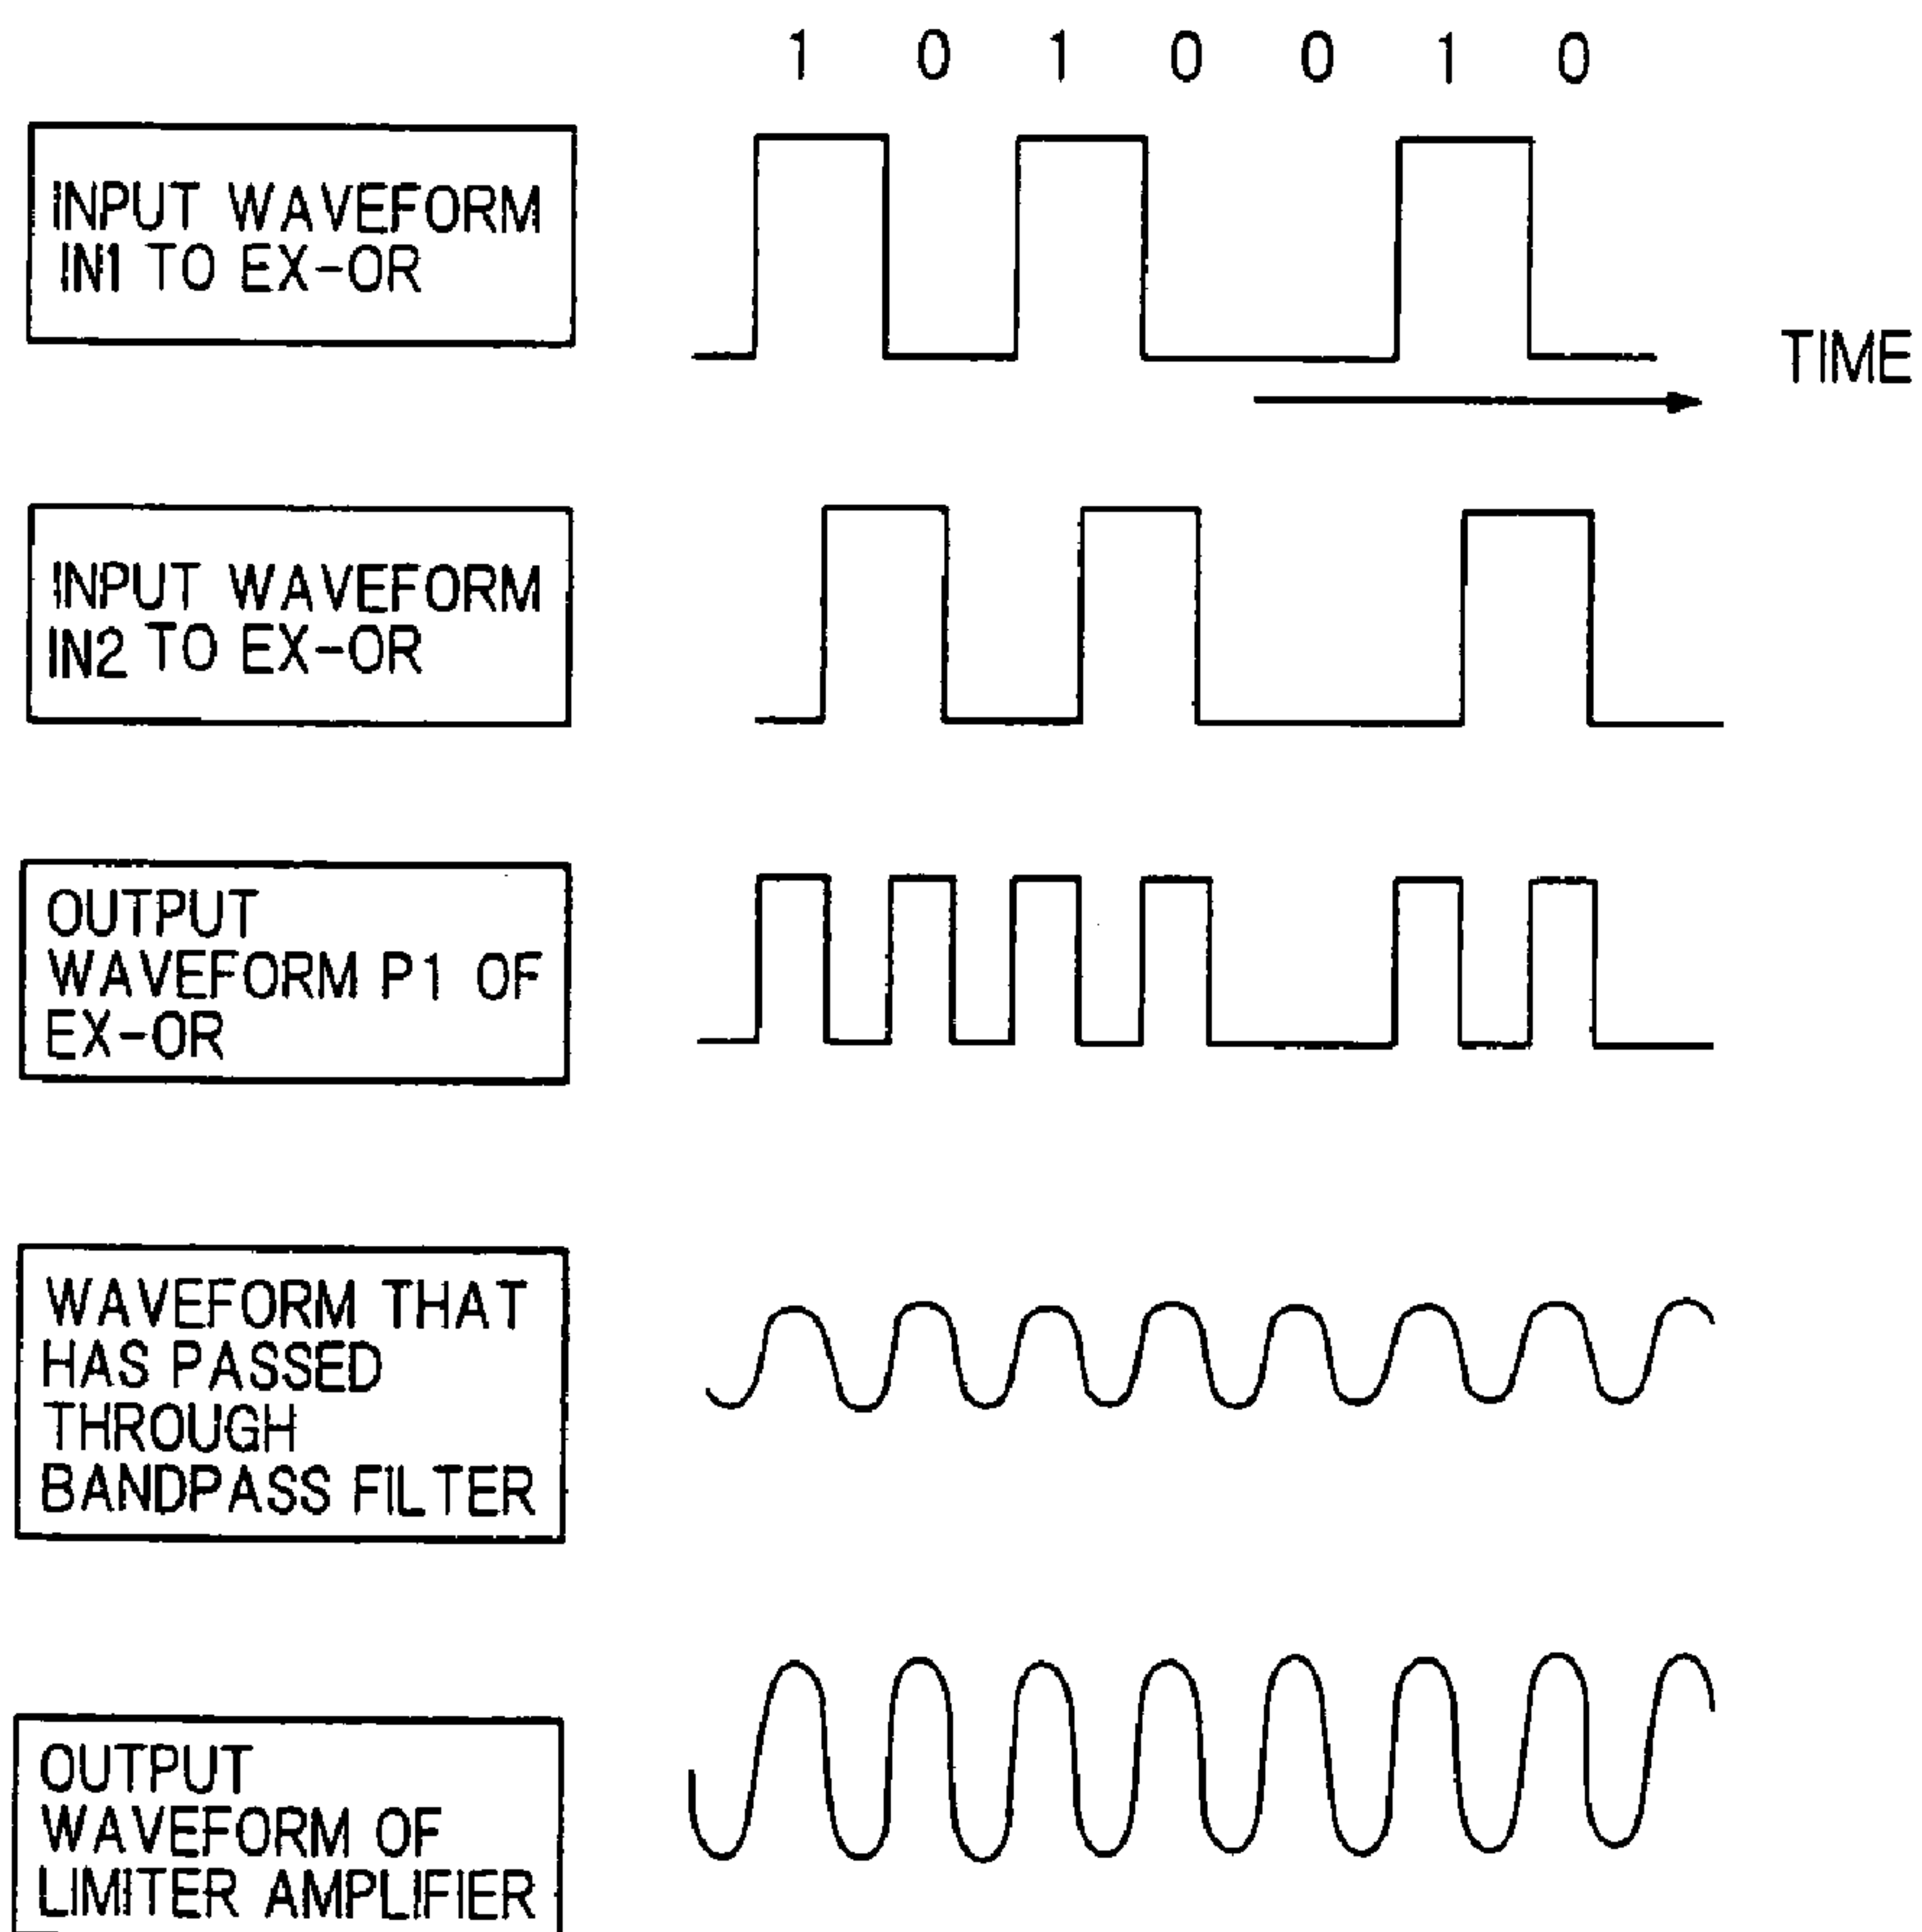 1 0 1 0 0 1 0
INPUT WAVEFORM
IN1 TO EX-OR
TIME
INPUT WAVEFORM
IN2 TO EX-OR
OUTPUT
WAVEFORM P1 OF
EX-OR
WAVEFORM THAT
HAS PASSED
THROUGH
BANDPASS FILTER
OUTPUT
WAVEFORM OF
LIMITER AMPLIFIER